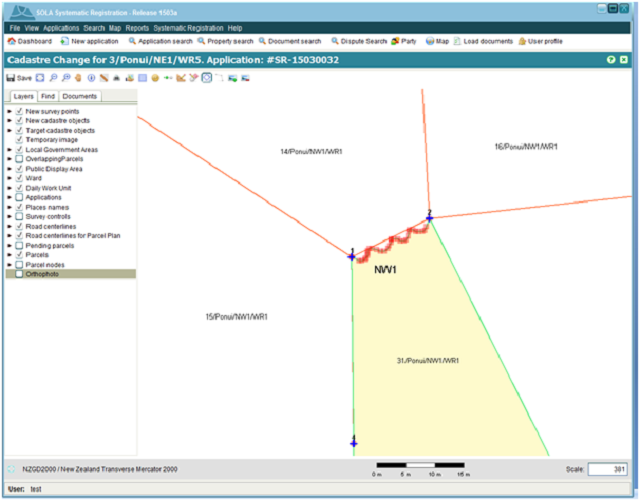 SOLA Systematic Registration - Release 1503a
File View Applications Search Map Reports Systematic Registration Help
Dashboard New application Application search Property search Document search Dispute Search Party Map Load documents User profile
Cadastre Change for 3/Ponui/NE1/WR5. Application: #SR-15030032
Save
Layers Find Documents
New survey points
New cadastre objects
Target cadastre objects
Temporary image
Local Government Areas
OverlappingParcels
Public Display Area
Ward
Daily Work Unit
Applications
Places names
Survey controls
Road centerlines
Road centerlines for Parcel Plan
Pending parcels
Parcels
Parcel nodes
Orthophoto
14/Ponui/NW1/WR1
16/Ponui/NW1/WR1
2
1
NW1
15/Ponui/NW1/WR1
31/Ponui/NW1/WR1
4
NZGD2000 / New Zealand Transverse Mercator 2000
0 m 5 m 10 m 15 m
Scale: 381
User: test